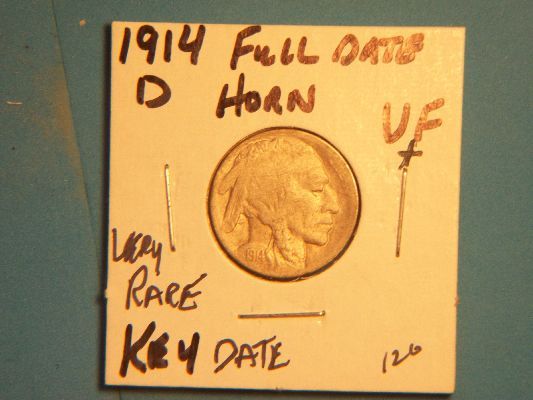 1914 FULL DATE
D HORN
VF
+
1914
VERY
RARE
KEY DATE
120